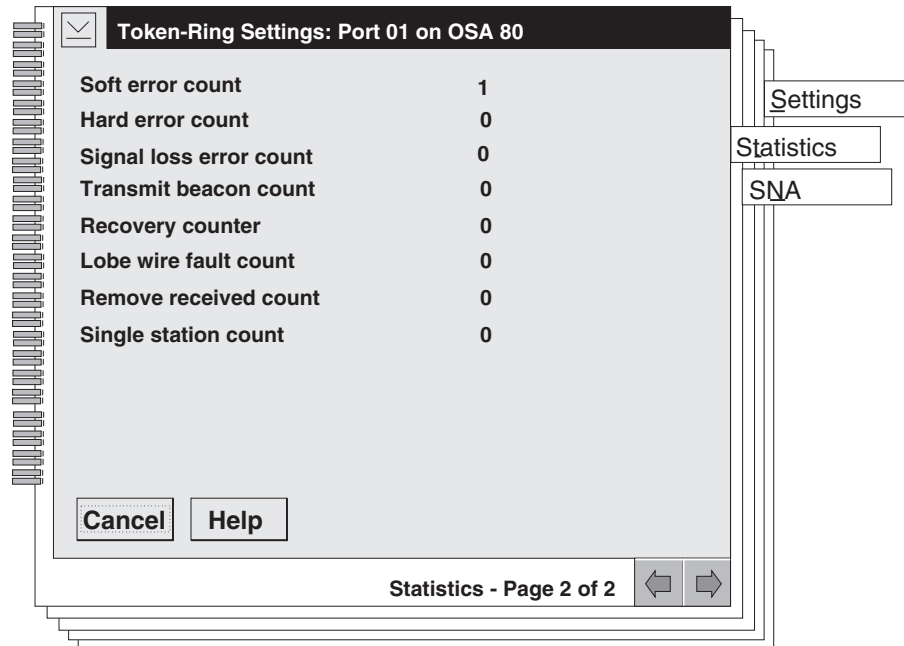 Token-Ring Settings: Port 01 on OSA 80
Soft error count 1
Hard error count 0
Signal loss error count 0
Transmit beacon count 0
Recovery counter 0
Lobe wire fault count 0
Remove received count 0
Single station count 0
Cancel Help
Statistics - Page 2 of 2
Settings
Statistics
SNA